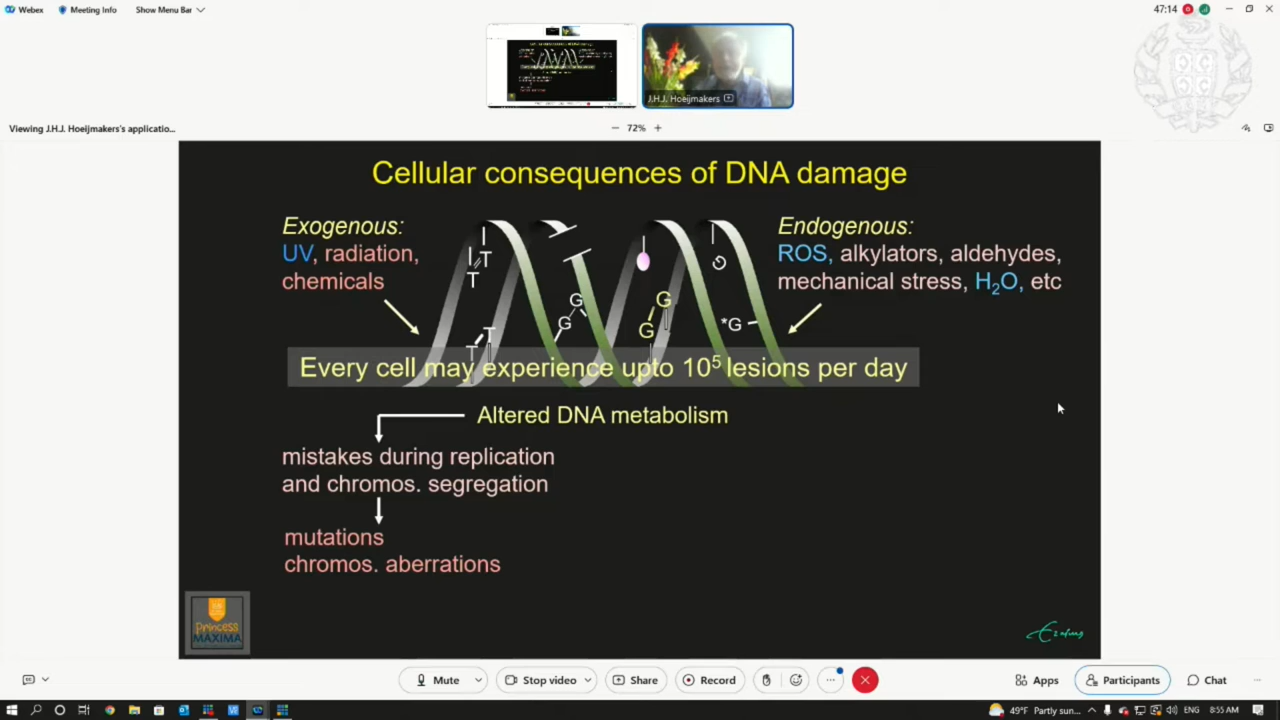 Webex
Meeting Info
Show Menu Bar
47:14
J.H.J. Hoeijmakers
Viewing J.H.J. Hoeijmakers's applicatio...
72%
Cellular consequences of DNA damage
Exogenous:
UV, radiation,
chemicals
Endogenous:
ROS, alkylators, aldehydes,
mechanical stress, H₂O, etc
T
T
T
T
G
G
G
G
*G
Every cell may experience upto 10⁵ lesions per day
Altered DNA metabolism
mistakes during replication
and chromos. segregation
mutations
chromos. aberrations
Princess
MÁXIMA
Erasmus
Mute
Stop video
Share
Record
Apps
Participants
Chat
49°F Partly sun...
ENG
8:55 AM